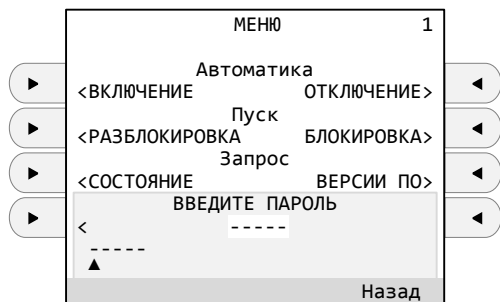 МЕНЮ 1
Автоматика
<ВКЛЮЧЕНИЕ ОТКЛЮЧЕНИЕ>
Пуск
<РАЗБЛОКИРОВКА БЛОКИРОВКА>
Запрос
<СОСТОЯНИЕ ВЕРСИИ ПО>
ВВЕДИТЕ ПАРОЛЬ
< -----
-----
Назад